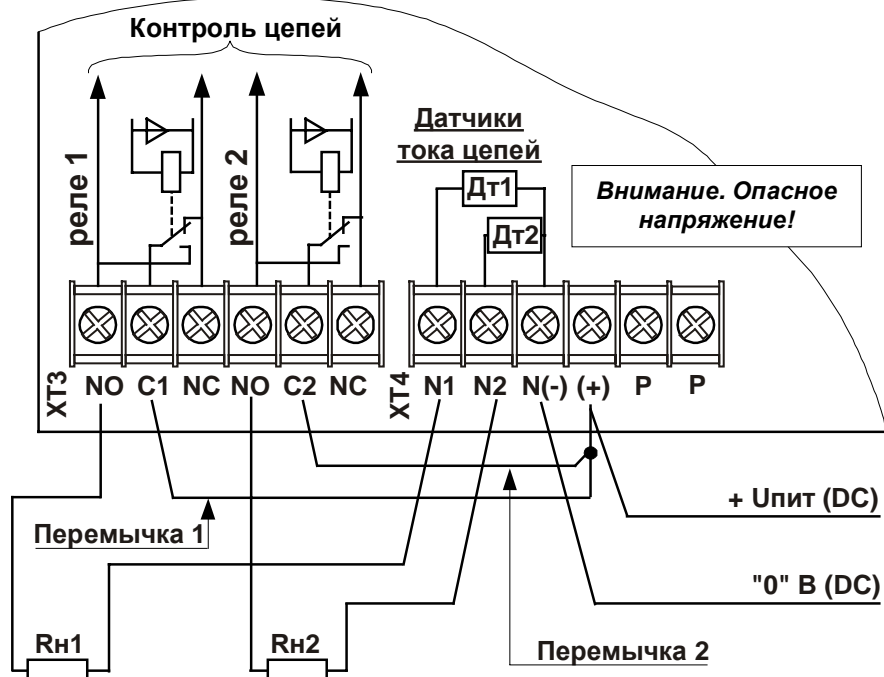 Контроль цепей
реле 1
реле 2
Датчики
тока цепей
Дт1
Дт2
Внимание. Опасное
напряжение!
XT3
NO C1 NC NO C2 NC
XT4
N1 N2 N(-) (+) P P
+ Uпит (DC)
Перемычка 1
"0" В (DC)
Rн1
Rн2
Перемычка 2